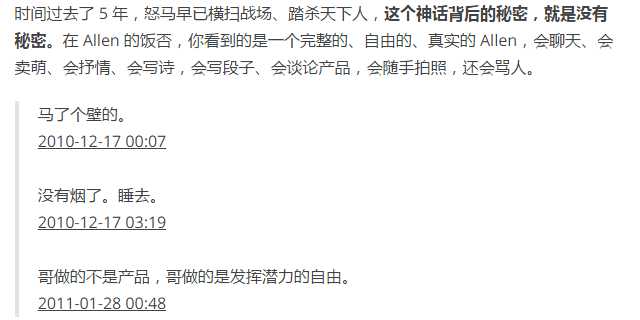 时间过去了 5 年，怒马早已横扫战场、踏杀天下人，这个神话背后的秘密，就是没有
秘密。在 Allen 的饭否，你看到的是一个完整的、自由的、真实的 Allen，会聊天、会
卖萌、会抒情、会写诗，会写段子、会谈论产品，会随手拍照，还会骂人。
马了个壁的。
2010-12-17 00:07
没有烟了。睡去。
2010-12-17 03:19
哥做的不是产品，哥做的是发挥潜力的自由。
2011-01-28 00:48